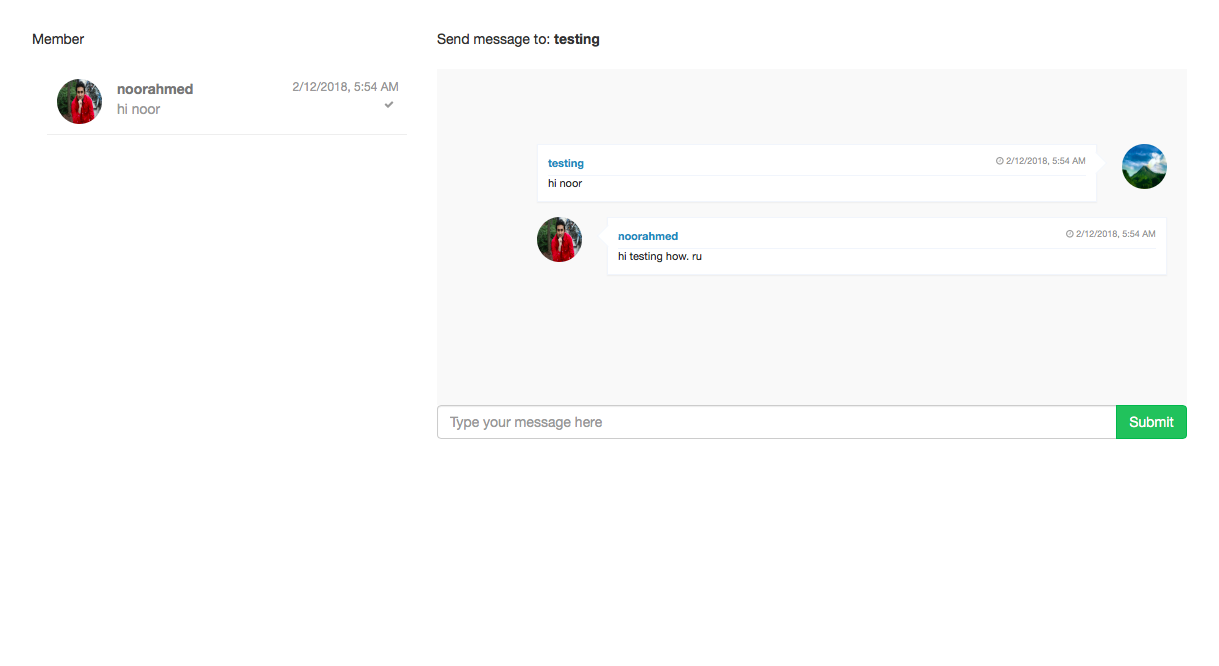 Member
noorahmed 2/12/2018, 5:54 AM
hi noor
Send message to: testing
testing 2/12/2018, 5:54 AM
hi noor
noorahmed 2/12/2018, 5:54 AM
hi testing how. ru
Type your message here Submit